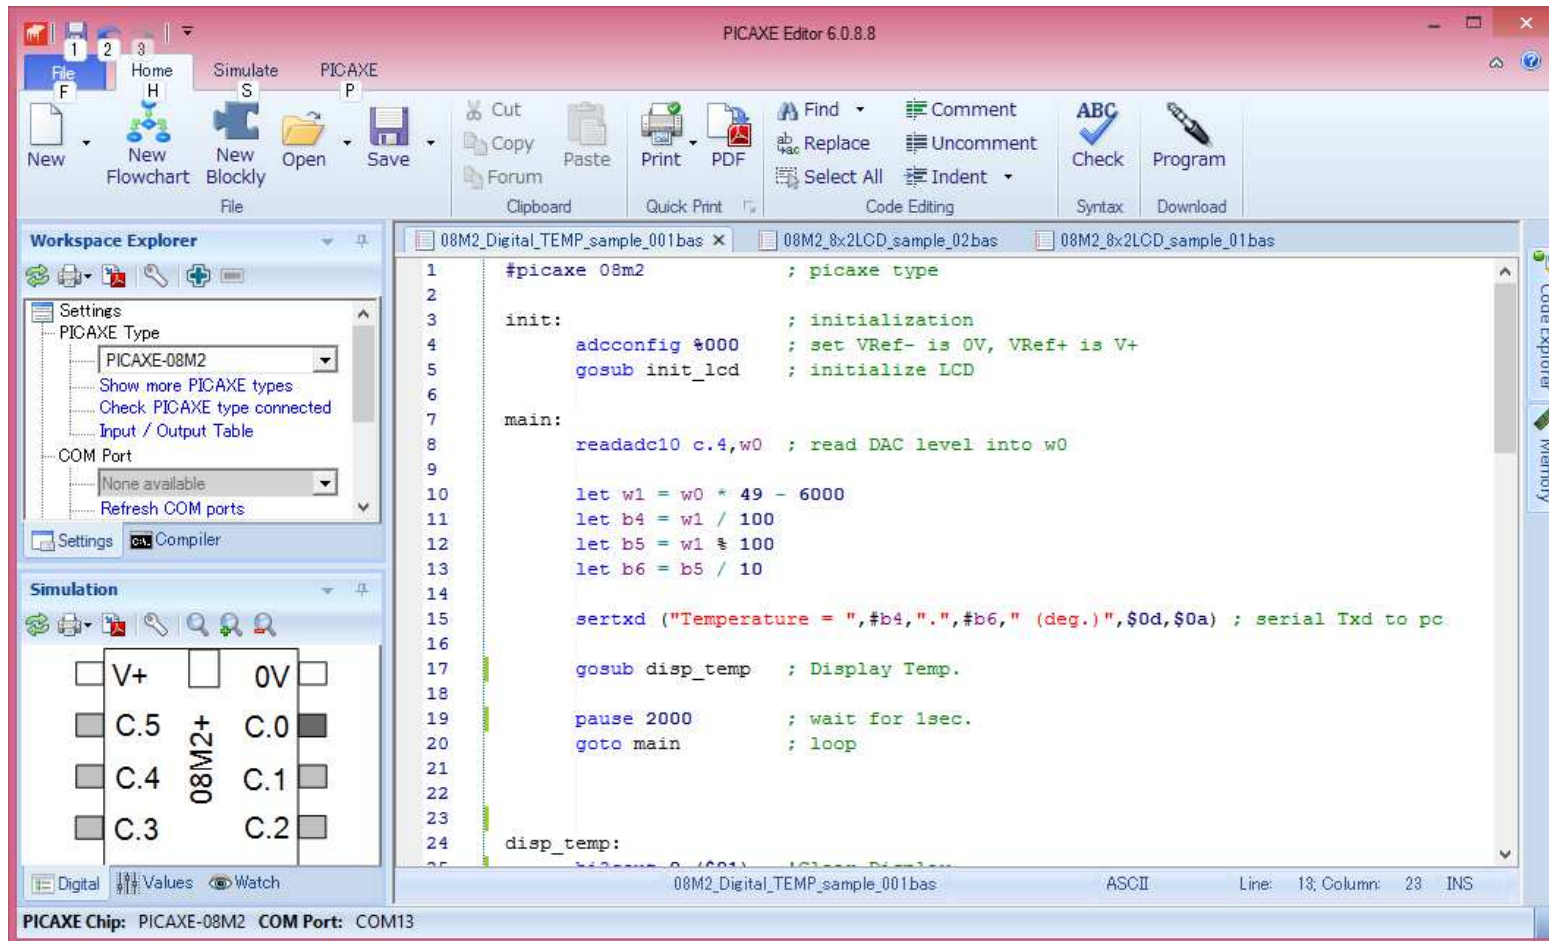 PICAXE Editor 6.0.8.8
1 2 3
File Home Simulate PICAXE
F H S P
New
New Flowchart
New Blockly
Open
Save
File
Cut
Copy
Forum
Paste
Clipboard
Print
PDF
Quick Print
Find
Replace
Select All
Comment
Uncomment
Indent
Code Editing
ABC
Check
Syntax
Program
Download
Workspace Explorer
Settings
PICAXE Type
PICAXE-08M2
Show more PICAXE types
Check PICAXE type connected
Input / Output Table
COM Port
None available
Refresh COM ports
Settings Compiler
Simulation
V+ 0V
C.5 C.0
C.4 C.1
C.3 C.2
08M2+
Digital Values Watch
08M2_Digital_TEMP_sample_001bas 08M2_8x2LCD_sample_02bas 08M2_8x2LCD_sample_01bas
1 #picaxe 08m2 ; picaxe type
2
3 init: ; initialization
4 adcconfig %000 ; set VRef- is 0V, VRef+ is V+
5 gosub init_lcd ; initialize LCD
6
7 main:
8 readadc10 c.4,w0 ; read DAC level into w0
9
10 let w1 = w0 * 49 - 6000
11 let b4 = w1 / 100
12 let b5 = w1 % 100
13 let b6 = b5 / 10
14
15 sertxd ("Temperature = ",#b4,".",#b6," (deg.)",$0d,$0a) ; serial Txd to pc
16
17 gosub disp_temp ; Display Temp.
18
19 pause 2000 ; wait for 1sec.
20 goto main ; loop
21
22
23
24 disp_temp:
Code Explorer
Memory
08M2_Digital_TEMP_sample_001bas ASCII Line: 13; Column: 23 INS
PICAXE Chip: PICAXE-08M2 COM Port: COM13